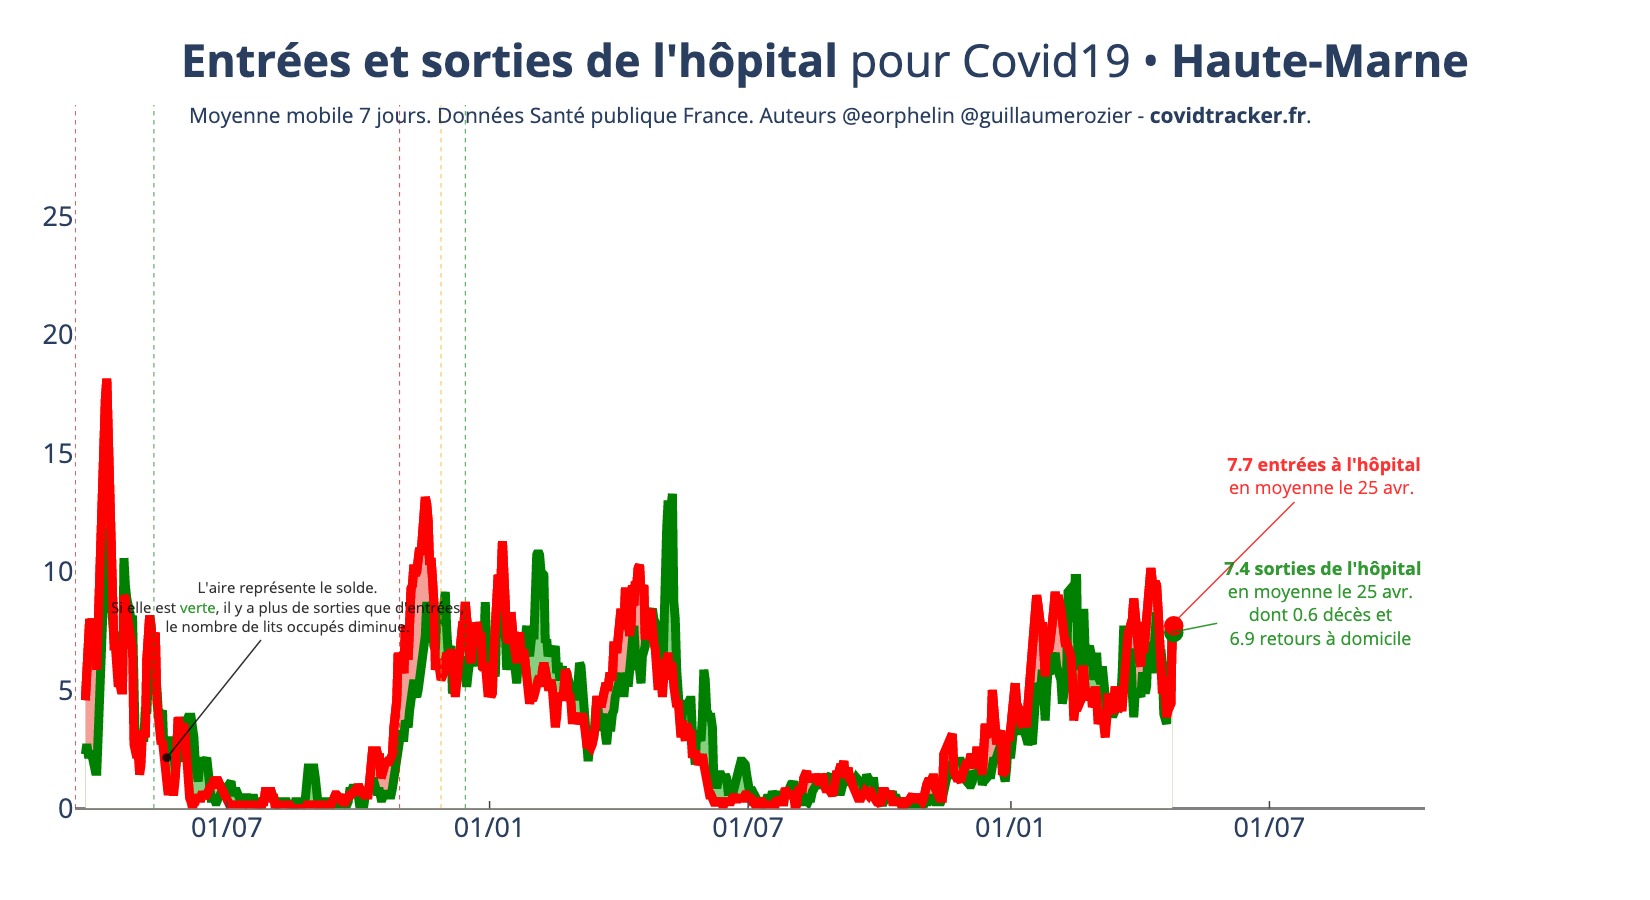 Entrées et sorties de l'hôpital pour Covid19 • Haute-Marne
Moyenne mobile 7 jours. Données Santé publique France. Auteurs @eorphelin @guillaumerozier - covidtracker.fr.
25
20
15
10
5
0
L'aire représente le solde.
Si elle est verte, il y a plus de sorties que d'entrées,
le nombre de lits occupés diminue.
7.7 entrées à l'hôpital
en moyenne le 25 avr.
7.4 sorties de l'hôpital
en moyenne le 25 avr.
dont 0.6 décès et
6.9 retours à domicile
01/07
01/01
01/07
01/01
01/07